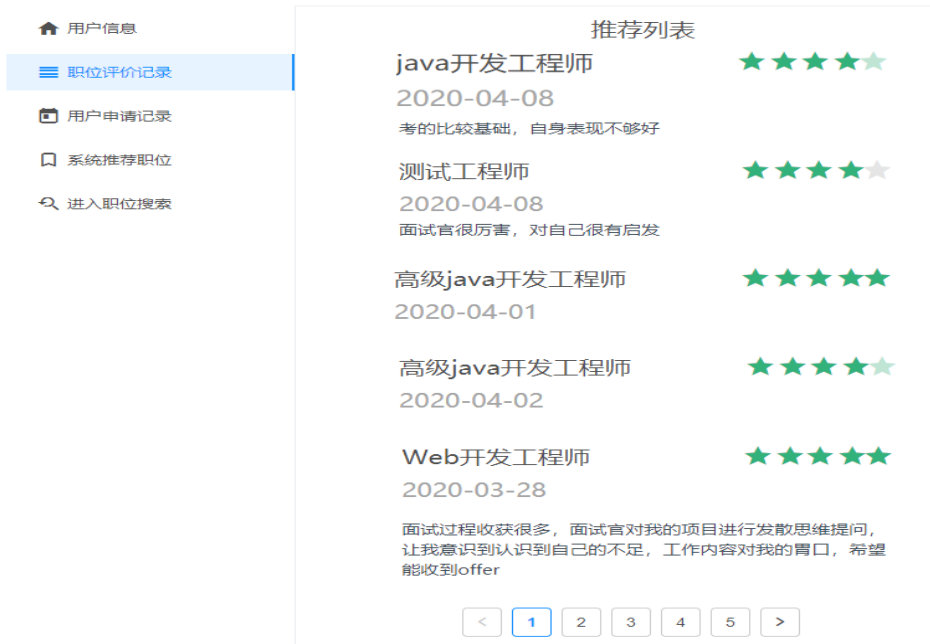 用户信息
职位评价记录
用户申请记录
系统推荐职位
进入职位搜索
推荐列表
java开发工程师
2020-04-08
考的比较基础，自身表现不够好
测试工程师
2020-04-08
面试官很厉害，对自己很有启发
高级java开发工程师
2020-04-01
高级java开发工程师
2020-04-02
Web开发工程师
2020-03-28
面试过程收获很多，面试官对我的项目进行发散思维提问，
让我意识到认识到自己的不足，工作内容对我的胃口，希望
能收到offer
< 1 2 3 4 5 >